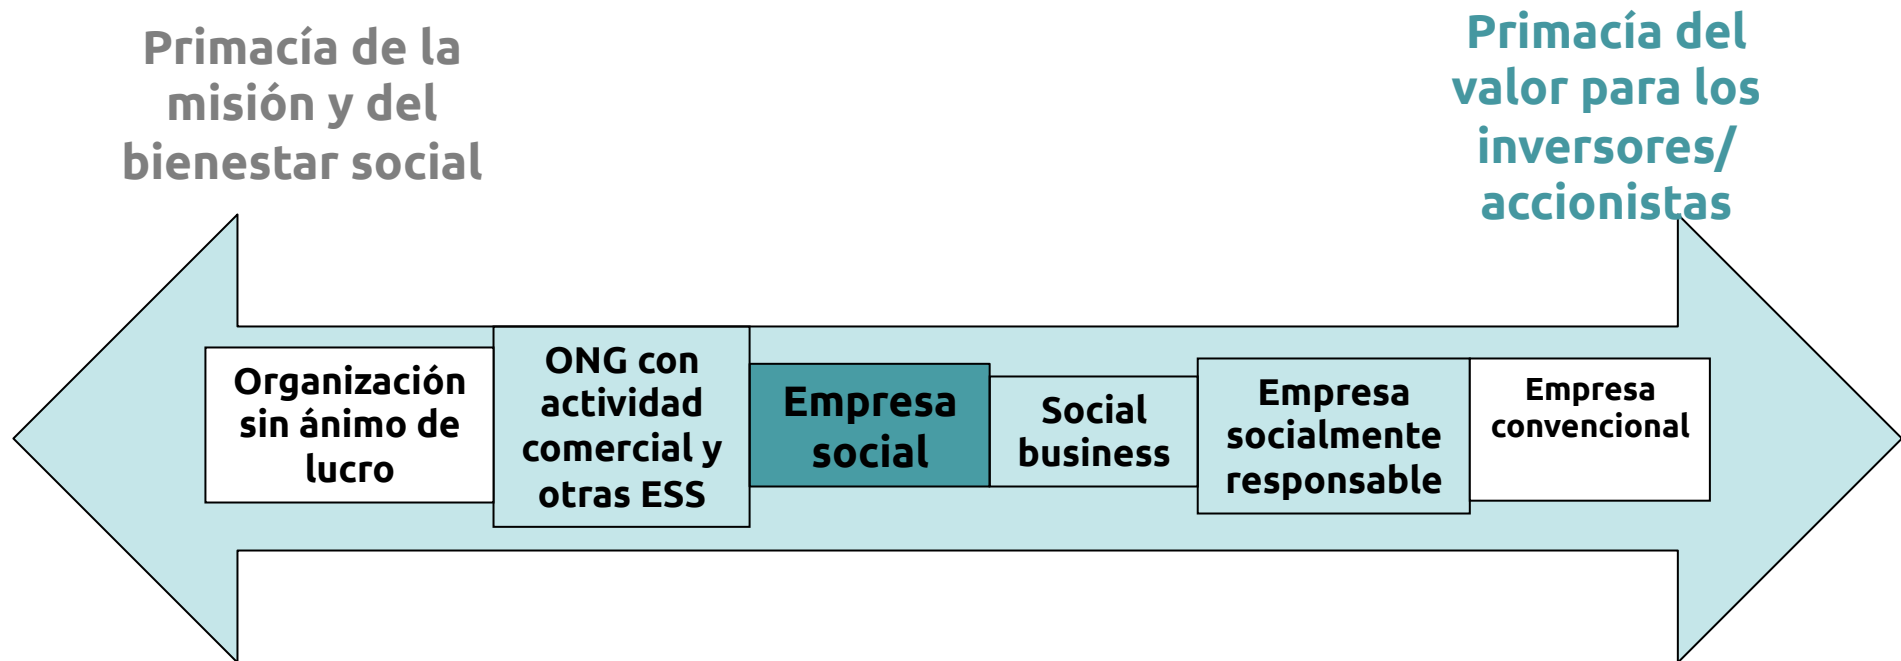 Primacía de la
misión y del
bienestar social
Primacía del
valor para los
inversores/
accionistas
Organización
sin ánimo de
lucro
ONG con
actividad
comercial y
otras ESS
Empresa
social
Social
business
Empresa
socialmente
responsable
Empresa
convencional